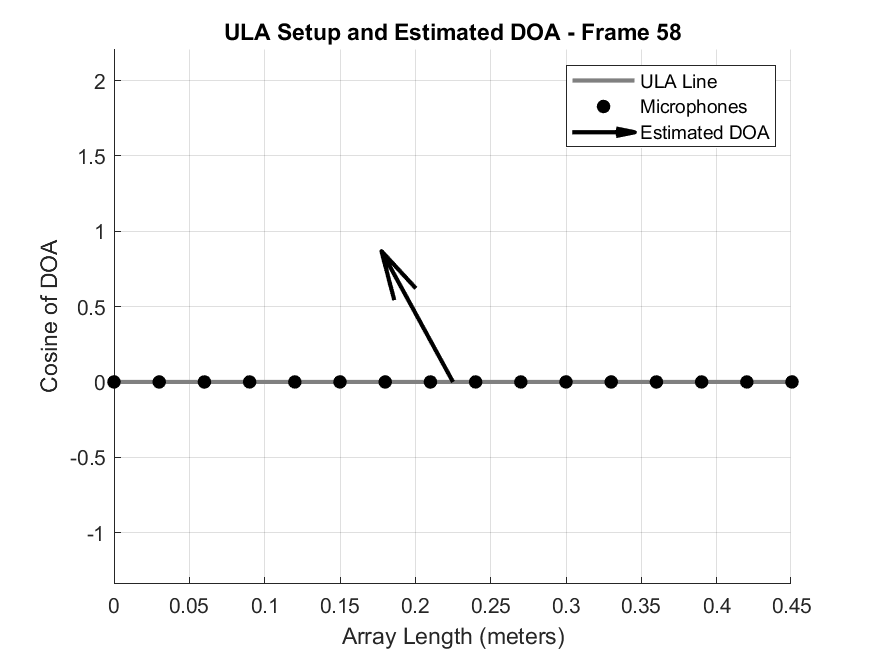 ULA Setup and Estimated DOA - Frame 58
ULA Line
Microphones
Estimated DOA
Cosine of DOA
2
1.5
1
0.5
0
-0.5
-1
0 0.05 0.1 0.15 0.2 0.25 0.3 0.35 0.4 0.45
Array Length (meters)